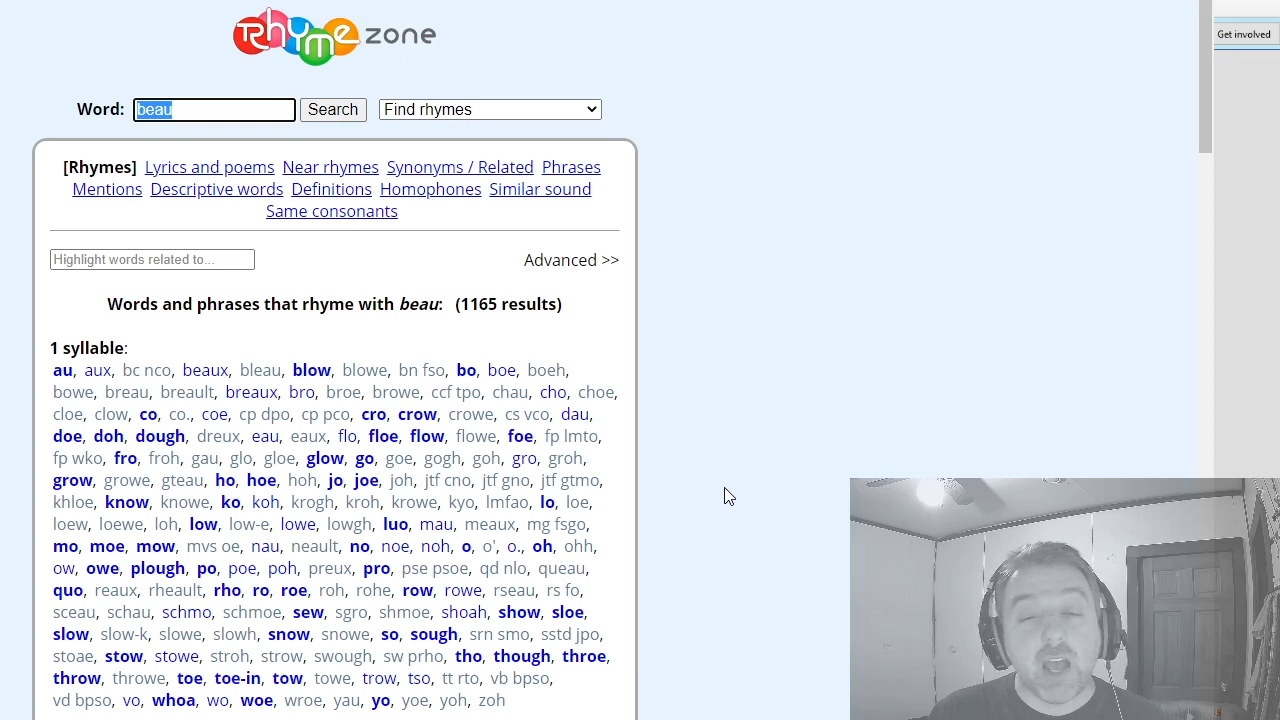 Rhyme zone
Get involved
Word: beau Search Find rhymes
[Rhymes] Lyrics and poems Near rhymes Synonyms / Related Phrases
Mentions Descriptive words Definitions Homophones Similar sound
Same consonants
Highlight words related to... Advanced >>
Words and phrases that rhyme with beau: (1165 results)
1 syllable:
au, aux, bc nco, beaux, bleau, blow, blowe, bn fso, bo, boe, boeh,
bowe, breau, breault, breaux, bro, broe, browe, ccf tpo, chau, cho, choe,
cloe, clow, co, co., coe, cp dpo, cp pco, cro, crow, crowe, cs vco, dau,
doe, doh, dough, dreux, eau, eaux, flo, floe, flow, flowe, foe, fp lmto,
fp wko, fro, froh, gau, glo, gloe, glow, go, goe, gogh, goh, gro, groh,
grow, growe, gteau, ho, hoe, hoh, jo, joe, joh, jtf cno, jtf gno, jtf gtmo,
khloe, know, knowe, ko, koh, krogh, kroh, krowe, kyo, lmfao, lo, loe,
loew, loewe, loh, low, low-e, lowe, lowgh, luo, mau, meaux, mg fsgo,
mo, moe, mow, mvs oe, nau, neault, no, noe, noh, o, o', o., oh, ohh,
ow, owe, plough, po, poe, poh, preux, pro, pse psoe, qd nlo, queau,
quo, reaux, rheault, rho, ro, roe, roh, rohe, row, rowe, rseau, rs fo,
sceau, schau, schmo, schmoe, sew, sgro, shmoe, shoah, show, sloe,
slow, slow-k, slowe, slowh, snow, snowe, so, sough, srn smo, sstd jpo,
stoae, stow, stowe, stroh, strow, swough, sw prho, tho, though, throe,
throw, throwe, toe, toe-in, tow, towe, trow, tso, tt rto, vb bpso,
vd bpso, vo, whoa, wo, woe, wroe, yau, yo, yoe, yoh, zoh